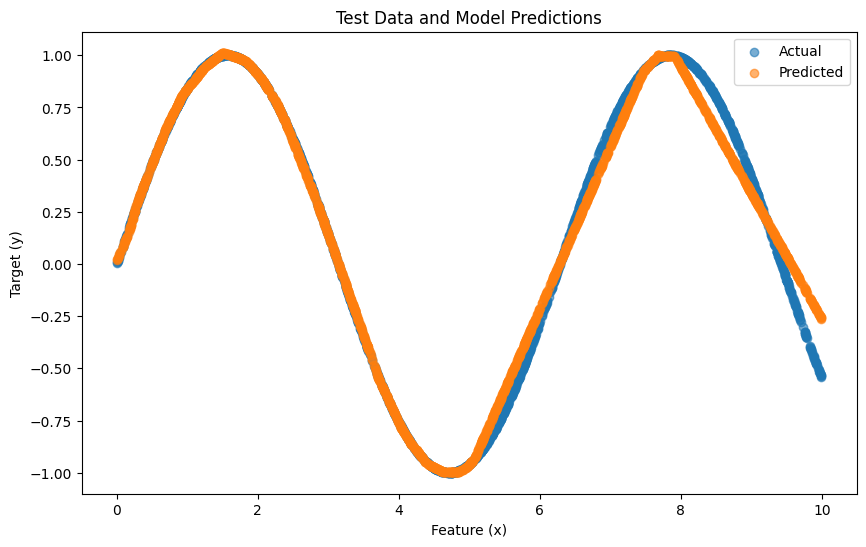 Test Data and Model Predictions
Actual
Predicted
Target (y)
1.00
0.75
0.50
0.25
0.00
−0.25
−0.50
−0.75
−1.00
0 2 4 6 8 10
Feature (x)